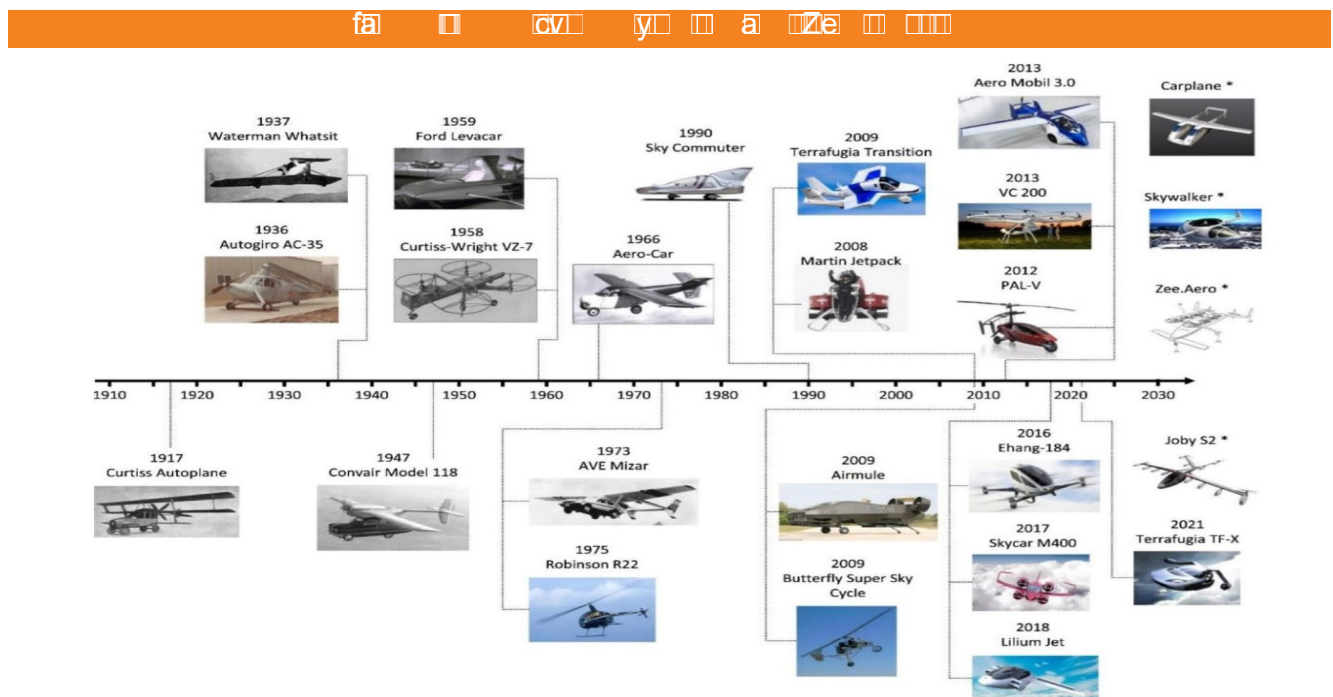 1937
Waterman Whatsit
1936
Autogiro AC-35
1959
Ford Levacar
1958
Curtiss-Wright VZ-7
1966
Aero-Car
1990
Sky Commuter
2009
Terrafugia Transition
2008
Martin Jetpack
2013
Aero Mobil 3.0
2013
VC 200
2012
PAL-V
Carplane *
Skywalker *
Zee.Aero *
1910 1920 1930 1940 1950 1960 1970 1980 1990 2000 2010 2020 2030
1917
Curtiss Autoplane
1947
Convair Model 118
1973
AVE Mizar
1975
Robinson R22
2009
Airmule
2009
Butterfly Super Sky
Cycle
2016
Ehang-184
2017
Skycar M400
2018
Lilium Jet
Joby S2 *
2021
Terrafugia TF-X